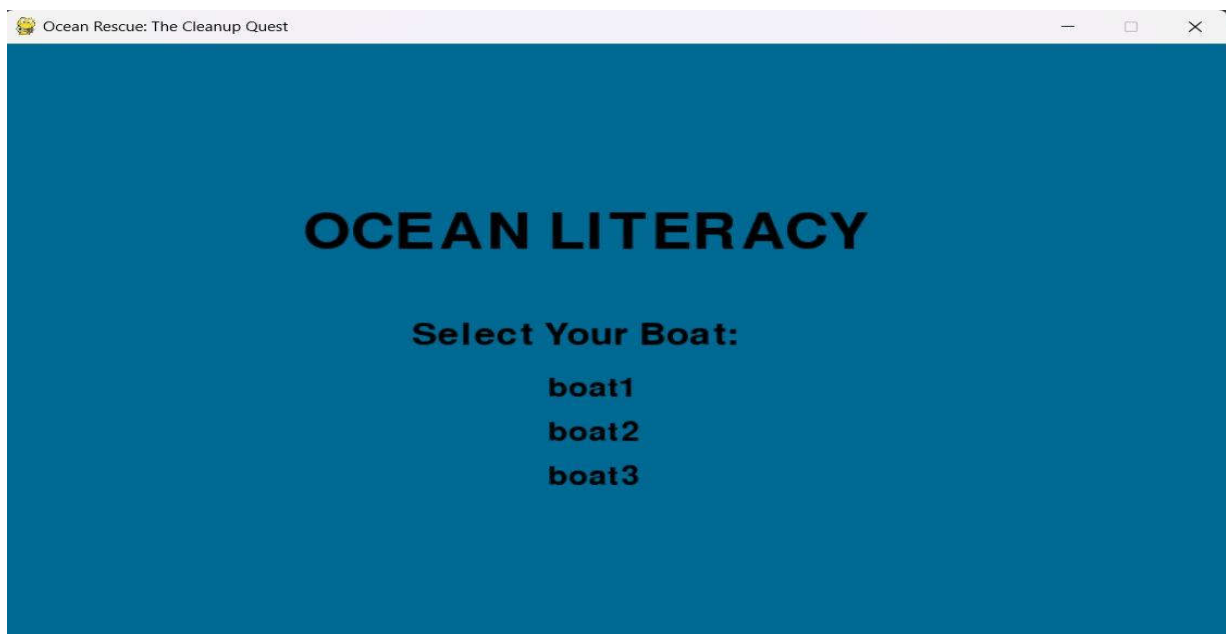 Ocean Rescue: The Cleanup Quest
OCEAN LITERACY
Select Your Boat:
boat1
boat2
boat3